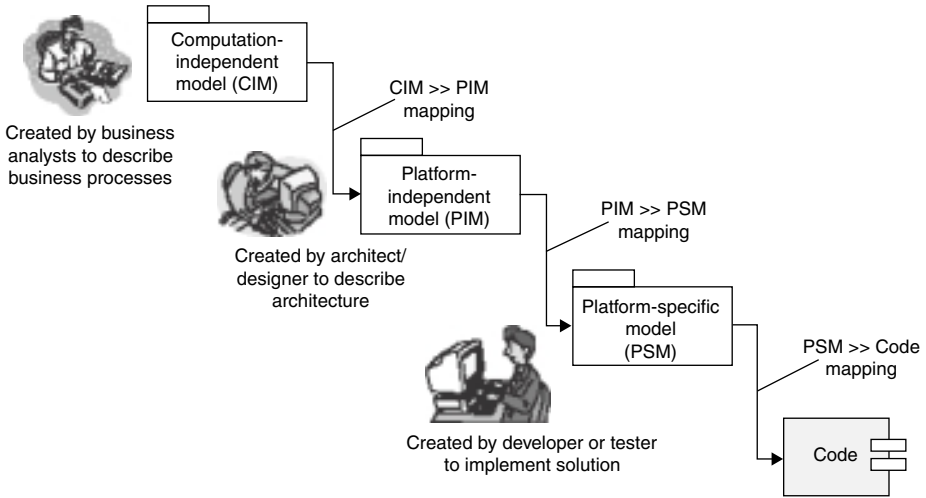 Computation-
independent
model (CIM)
CIM >> PIM
mapping
Created by business
analysts to describe
business processes
Platform-
independent
model (PIM)
PIM >> PSM
mapping
Created by architect/
designer to describe
architecture
Platform-specific
model
(PSM)
PSM >> Code
mapping
Created by developer or tester
to implement solution
Code